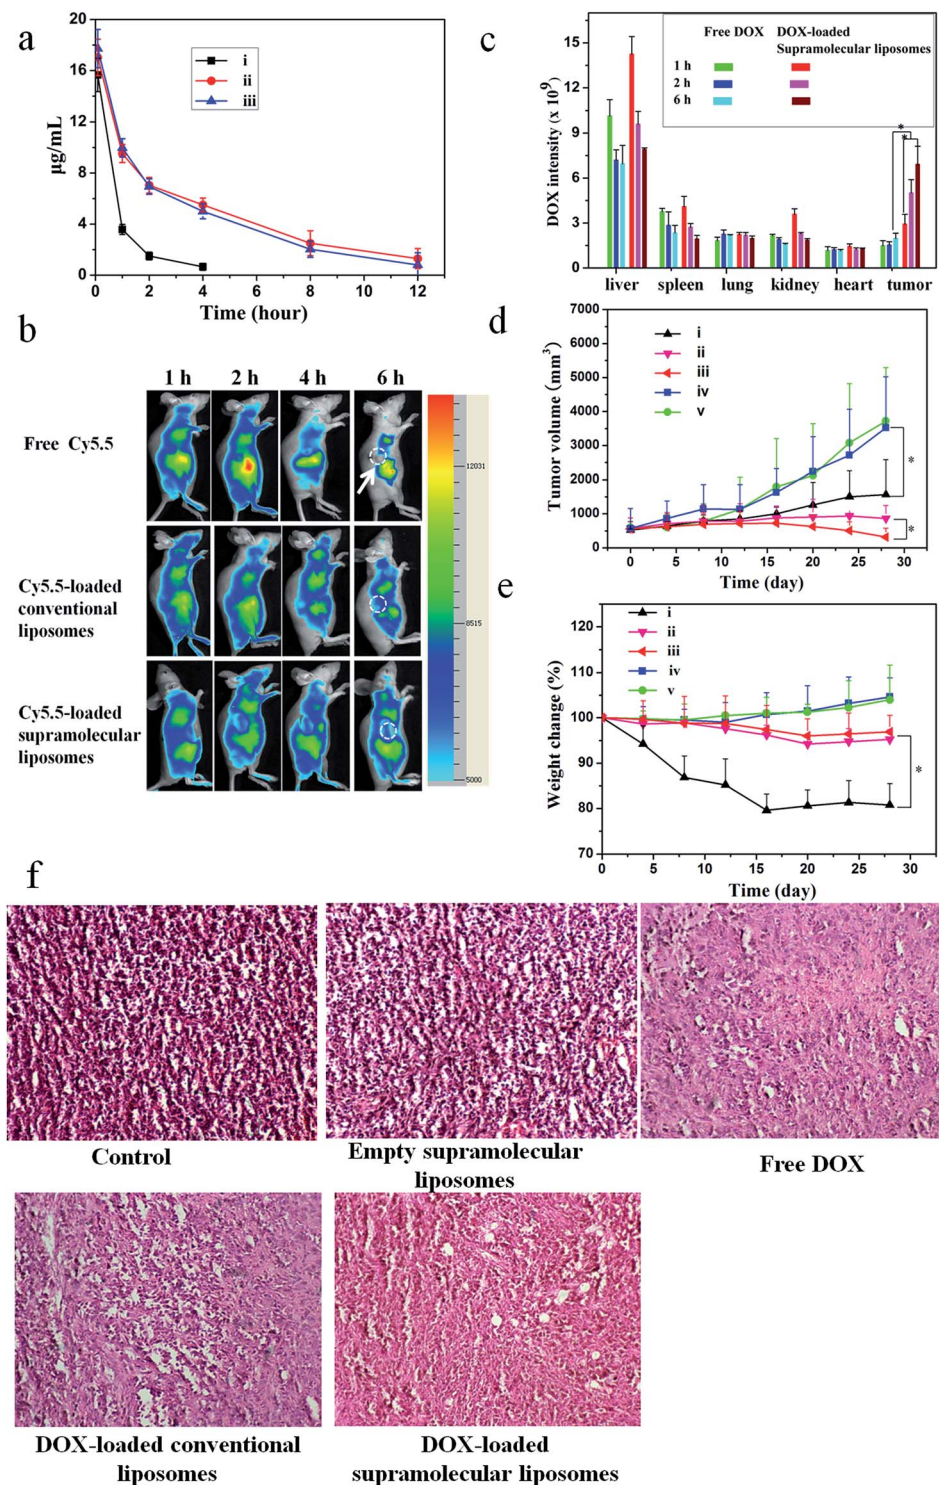 a
20
16
12
8
4
0
µg/mL
i
ii
iii
0
2
4
6
8
10
12
Time (hour)
b
1 h
2 h
4 h
6 h
Free Cy5.5
Cy5.5-loaded
conventional
liposomes
Cy5.5-loaded
supramolecular
liposomes
12031
8515
5000
c
15
12
9
6
3
0
DOX intensity (x 10⁹)
Free DOX
DOX-loaded
Supramolecular liposomes
1 h
2 h
6 h
*
*
liver
spleen
lung
kidney
heart
tumor
d
7000
6000
5000
4000
3000
2000
1000
0
Tumor volume (mm³)
i
ii
iii
iv
v
*
*
0
5
10
15
20
25
30
Time (day)
e
120
110
100
90
80
70
Weight change (%)
i
ii
iii
iv
v
*
0
5
10
15
20
25
30
Time (day)
f
Control
Empty supramolecular
liposomes
Free DOX
DOX-loaded conventional
liposomes
DOX-loaded
supramolecular liposomes